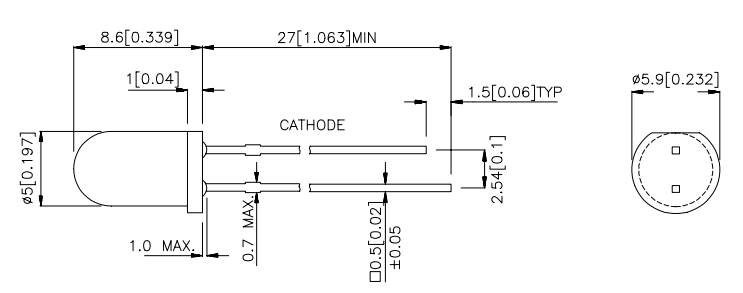 8.6[0.339]
27[1.063]MIN
1[0.04]
1.5[0.06]TYP
ø5.9[0.232]
CATHODE
ø5[0.197]
2.54[0.1]
1.0 MAX.
0.7 MAX.
□0.5[0.02]
±0.05